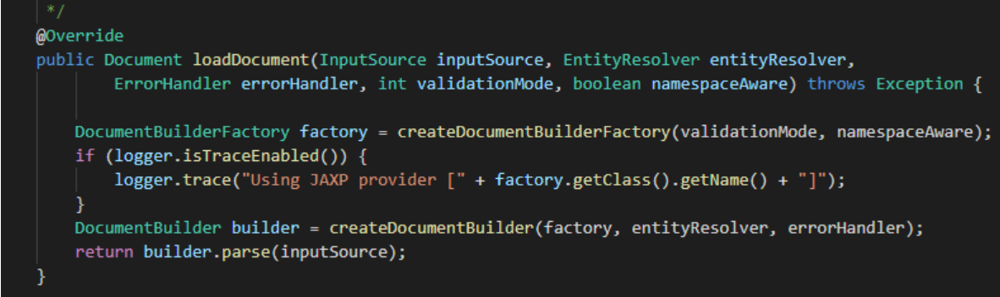 */
@Override
public Document loadDocument(InputSource inputSource, EntityResolver entityResolver,
ErrorHandler errorHandler, int validationMode, boolean namespaceAware) throws Exception {
DocumentBuilderFactory factory = createDocumentBuilderFactory(validationMode, namespaceAware);
if (logger.isTraceEnabled()) {
logger.trace("Using JAXP provider [" + factory.getClass().getName() + "]");
}
DocumentBuilder builder = createDocumentBuilder(factory, entityResolver, errorHandler);
return builder.parse(inputSource);
}